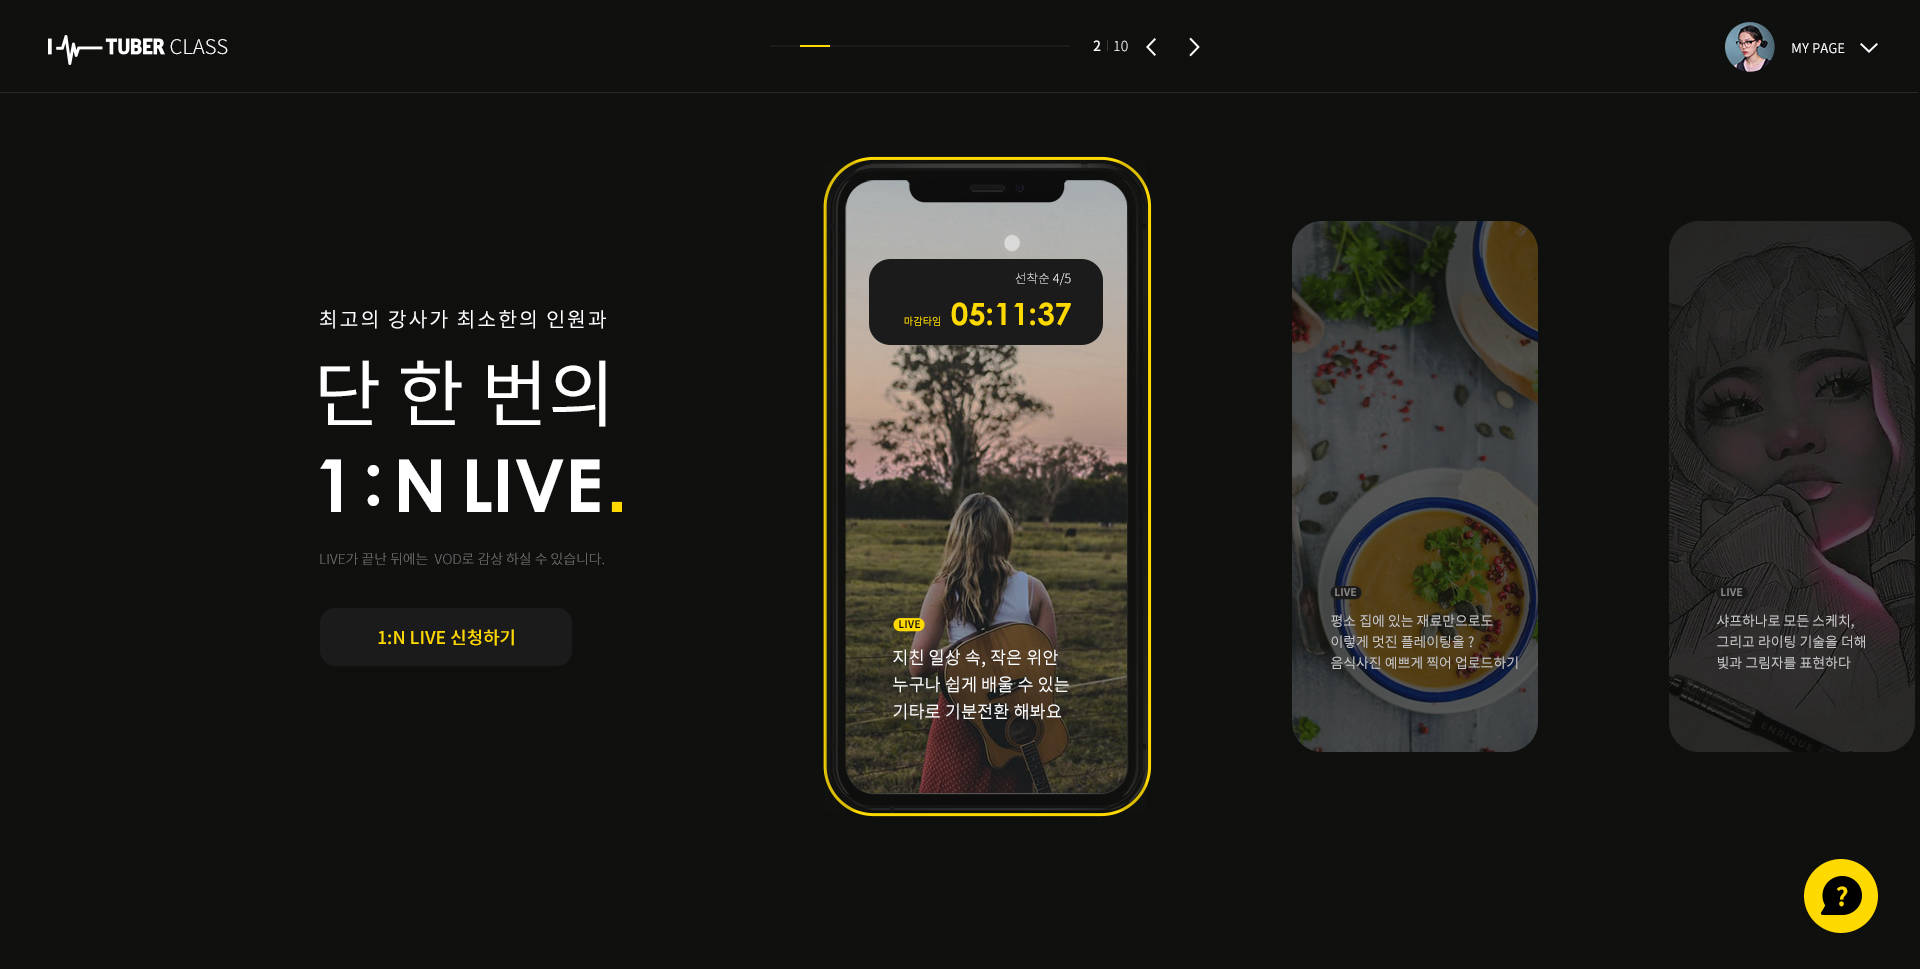 I TUBER CLASS
2 | 10
MY PAGE
최고의 강사가 최소한의 인원과
단 한 번의
1 : N LIVE.
LIVE가 끝난 뒤에는 VOD로 감상 하실 수 있습니다.
1:N LIVE 신청하기
선착순 4/5
마감타임 05:11:37
LIVE
지친 일상 속, 작은 위안
누구나 쉽게 배울 수 있는
기타로 기분전환 해봐요
LIVE
평소 집에 있는 재료만으로도
이렇게 멋진 플레이팅을 ?
음식사진 예쁘게 찍어 업로드하기
LIVE
샤프하나로 모든 스케치,
그리고 라이팅 기술을 더해
빛과 그림자를 표현하다
ENRIQUE
?